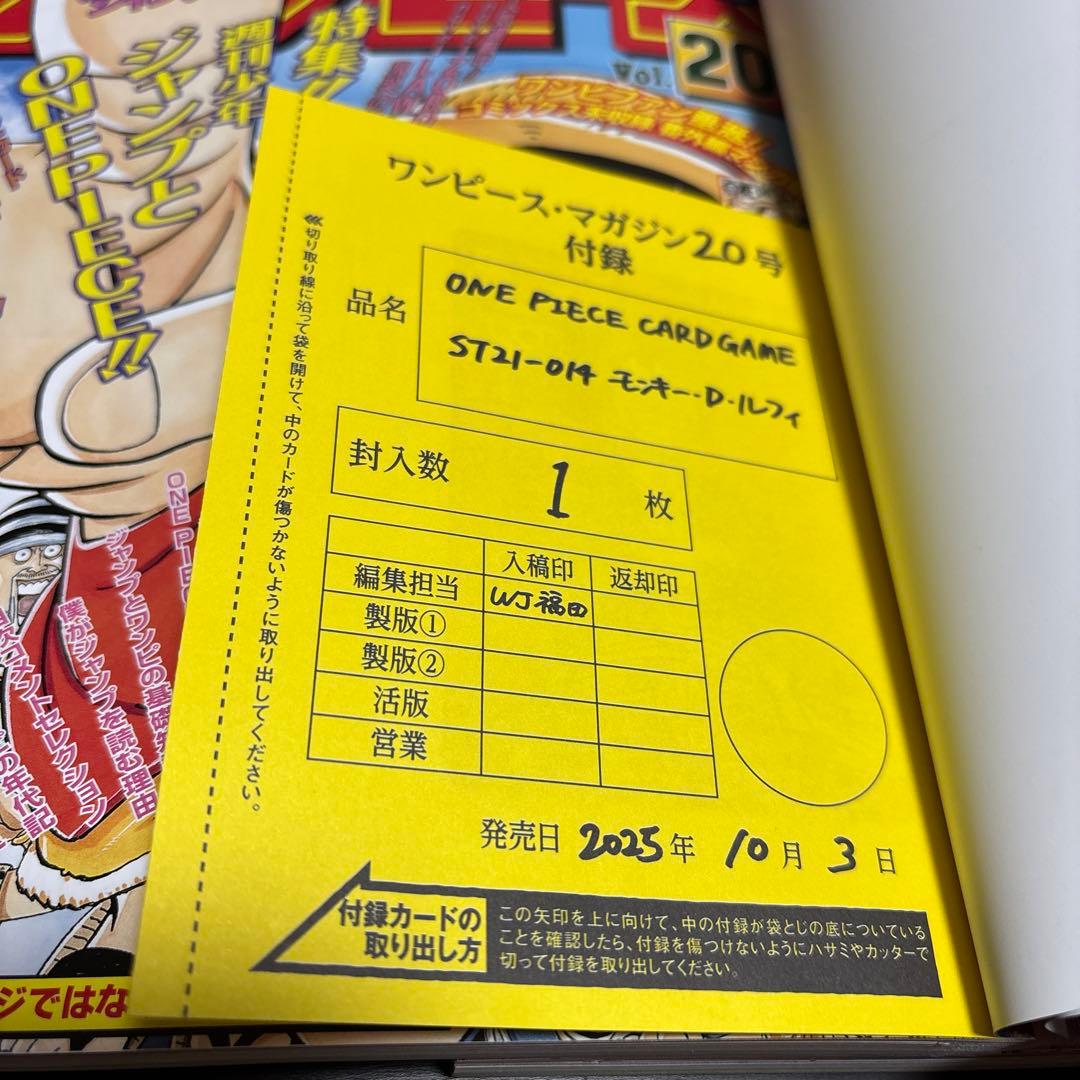 特集!!
週刊少年
ジャンプと
ONE PIECE!!
Vol. 20
ワンピース・マガジン20号
付録
品名
ONE PIECE CARD GAME
ST21-014 モンキー・D・ルフィ
封入数 1 枚
入稿印 返却印
編集担当 WJ福田
製版①
製版②
活版
営業
発売日 2025年 10月 3日
≪切り取り線に沿って袋を開けて、中のカードが傷つかないように取り出してください。
付録カードの
取り出し方
この矢印を上に向けて、中の付録が袋とじの底についている
ことを確認したら、付録を傷つけないようにハサミやカッターで
切って付録を取り出してください。
ONE PIE
ジャンプとワンピの基礎
僕がジャンプを読む理由
目次コメントセレクション
の年代記
ジではな